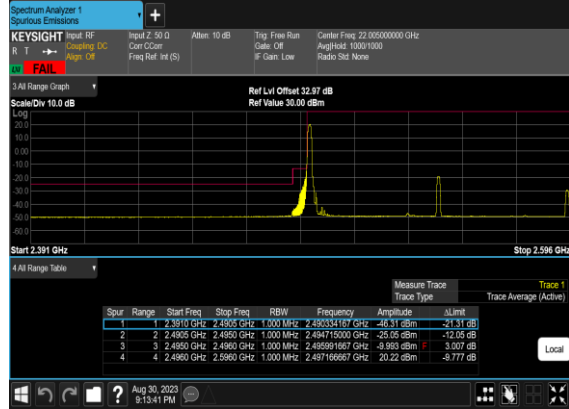 Spectrum Analyzer 1
Spurious Emissions
+
KEYSIGHT
R T
LV FAIL
Input: RF
Coupling: DC
Align: Off
Input Z: 50 Ω
Corr CCorr
Freq Ref: Int (S)
Atten: 10 dB
Trig: Free Run
Gate: Off
IF Gain: Low
Center Freq: 22.005000000 GHz
Avg|Hold: 1000/1000
Radio Std: None
3 All Range Graph
Scale/Div 10.0 dB
Ref Lvl Offset 32.97 dB
Ref Value 30.00 dBm
Log
20.0
10.0
0.00
-10.0
-20.0
-30.0
-40.0
-50.0
-60.0
Start 2.391 GHz
Stop 2.596 GHz
4 All Range Table
Measure Trace Trace 1
Trace Type Trace Average (Active)
Spur Range Start Freq Stop Freq RBW Frequency Amplitude ΔLimit
1 1 2.3910 GHz 2.4905 GHz 1.000 MHz 2.490334167 GHz -46.31 dBm -21.31 dB
2 2 2.4905 GHz 2.4950 GHz 1.000 MHz 2.494715000 GHz -25.05 dBm -12.05 dB
3 3 2.4950 GHz 2.4960 GHz 1.000 MHz 2.495991667 GHz -9.993 dBm F 3.007 dB
4 4 2.4960 GHz 2.5960 GHz 1.000 MHz 2.497166667 GHz 20.22 dBm -9.777 dB
Local
?
Aug 30, 2023
9:13:41 PM